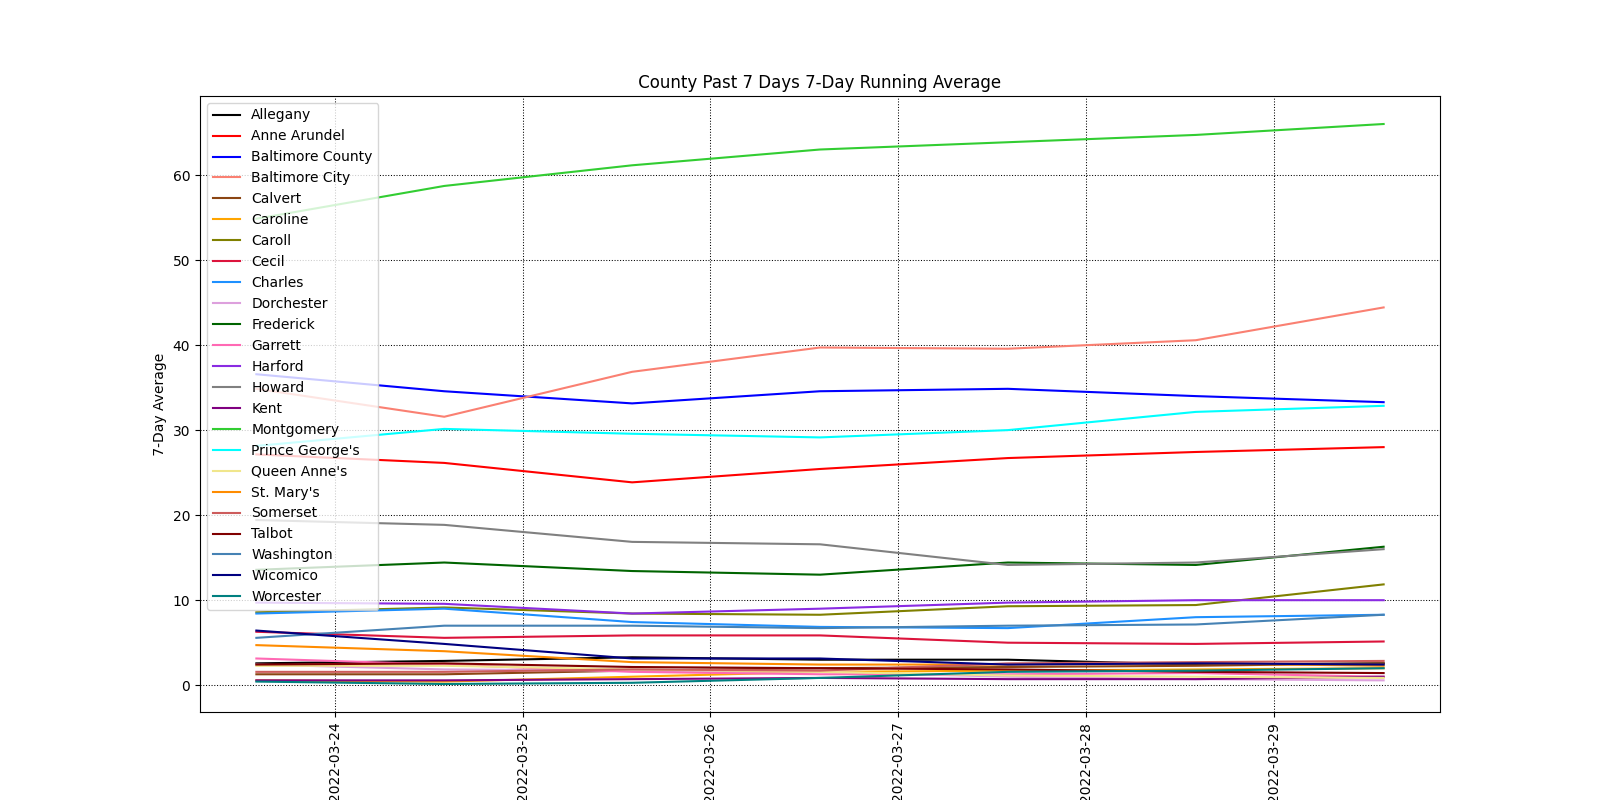 County Past 7 Days 7-Day Running Average
Allegany
Anne Arundel
Baltimore County
Baltimore City
Calvert
Caroline
Caroll
Cecil
Charles
Dorchester
Frederick
Garrett
Harford
Howard
Kent
Montgomery
Prince George's
Queen Anne's
St. Mary's
Somerset
Talbot
Washington
Wicomico
Worcester
7-Day Average
60
50
40
30
20
10
0
2022-03-24
2022-03-25
2022-03-26
2022-03-27
2022-03-28
2022-03-29